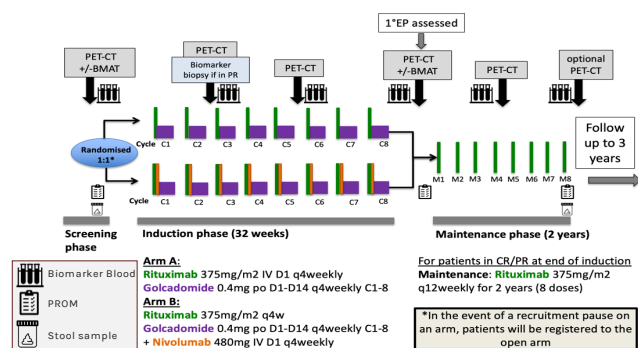 1°EP assessed
PET-CT
+/-BMAT
PET-CT
Biomarker
biopsy if in PR
PET-CT
PET-CT
+/-BMAT
PET-CT
optional
PET-CT
Randomised
1:1*
Cycle C1 C2 C3 C4 C5 C6 C7 C8
Cycle C1 C2 C3 C4 C5 C6 C7 C8
M1 M2 M3 M4 M5 M6 M7 M8
Follow
up to 3
years
Screening
phase
Induction phase (32 weeks)
Maintenance phase (2 years)
Biomarker Blood
PROM
Stool sample
Arm A:
Rituximab 375mg/m2 IV D1 q4weekly
Golcadomide 0.4mg po D1-D14 q4weekly C1-8
Arm B:
Rituximab 375mg/m2 q4w
Golcadomide 0.4mg po D1-D14 q4weekly C1-8
+ Nivolumab 480mg IV D1 q4weekly
For patients in CR/PR at end of induction
Maintenance: Rituximab 375mg/m2
q12weekly for 2 years (8 doses)
*In the event of a recruitment pause on
an arm, patients will be registered to the
open arm